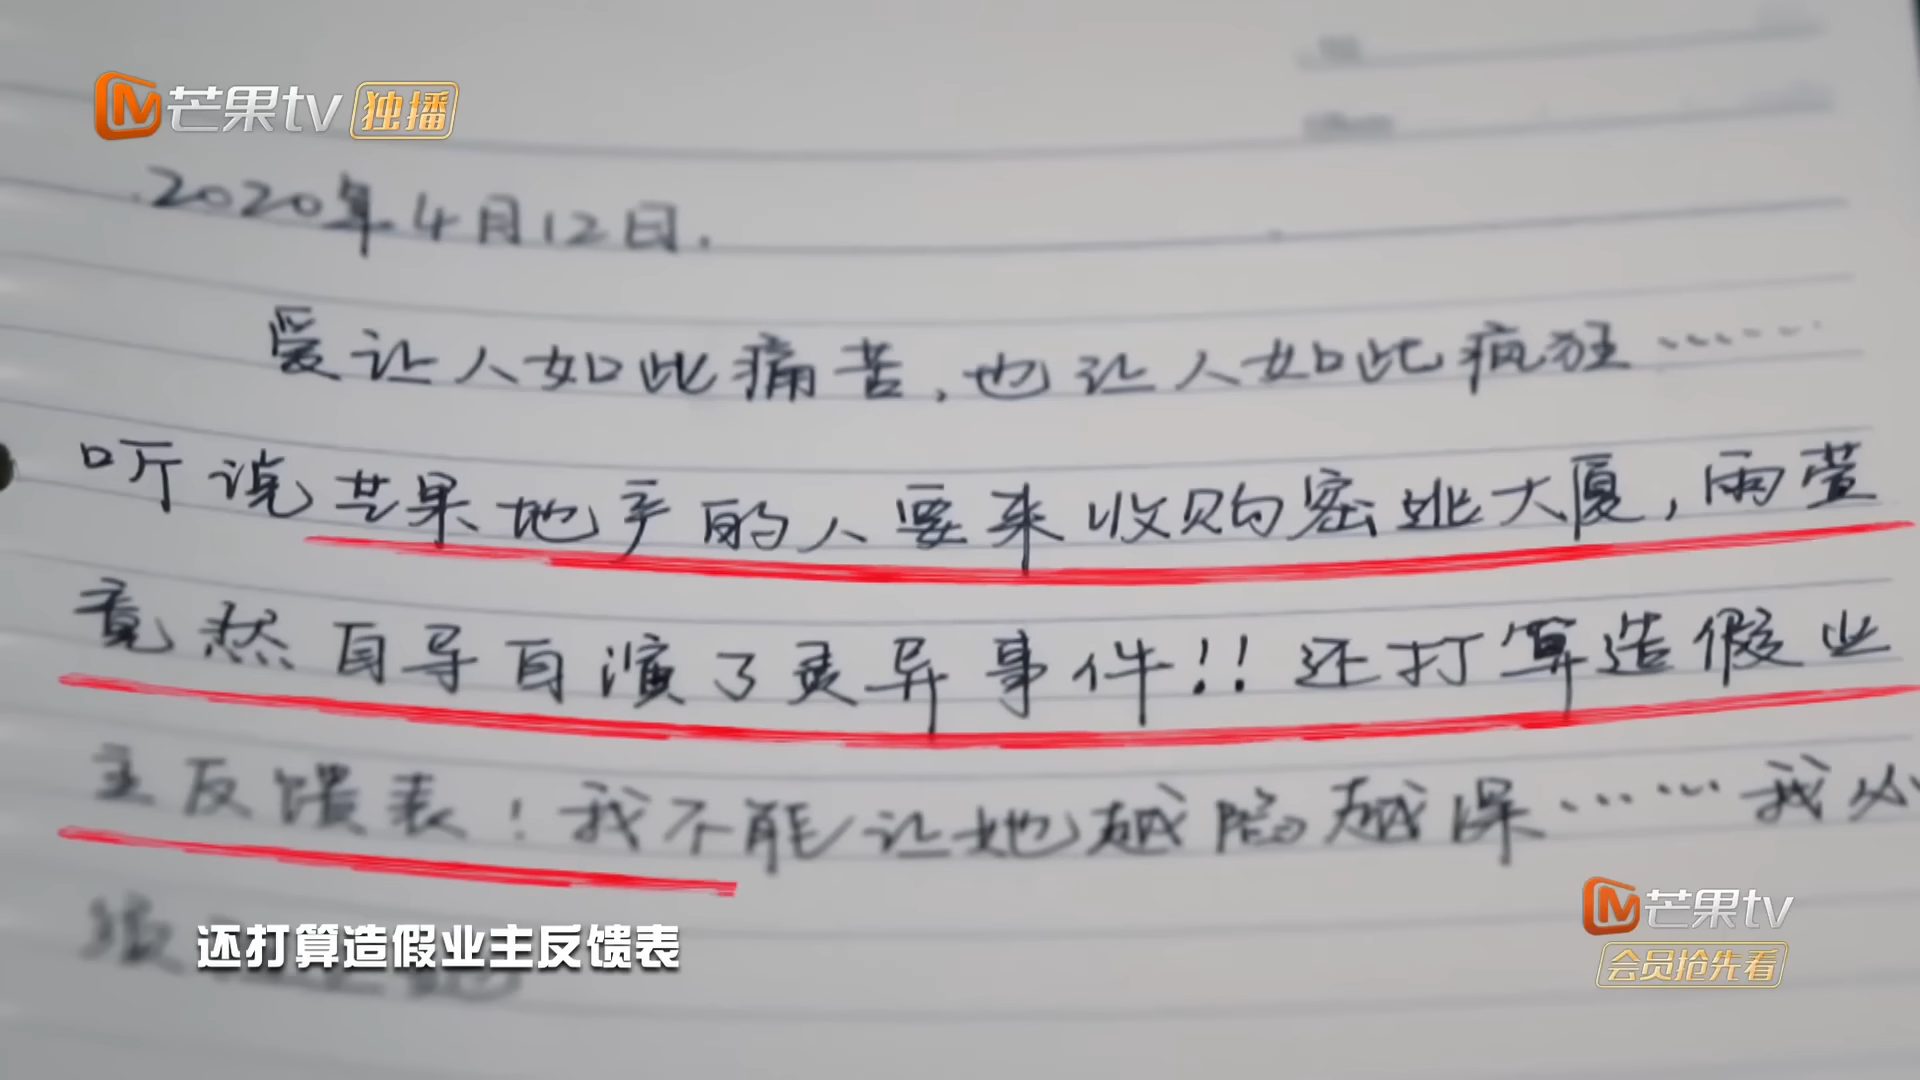 芒果tv 独播
2020年4月12日.
爱让人如此痛苦,也让人如此疯狂……
听说芒果地产的人要来收购密逃大厦,雨萱
竟然自导自演了灵异事件!!还打算造假业
主反馈表!我不能让她越陷越深……我必
须
还打算造假业主反馈表
芒果tv
会员抢先看